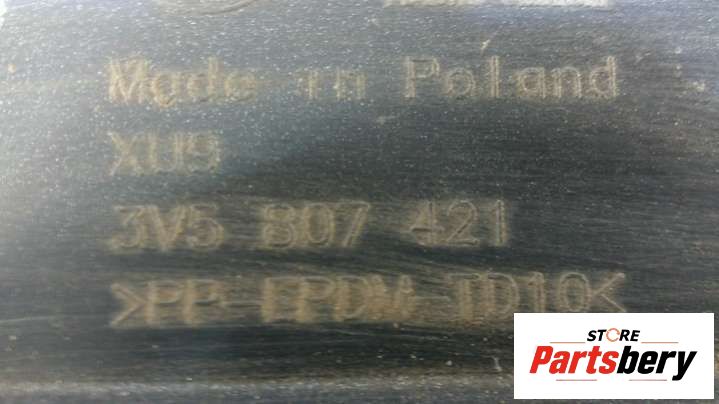 Made in Poland
XU9
3V5 807 421
>PP-EPDM-TD10<
STORE
Partsbery